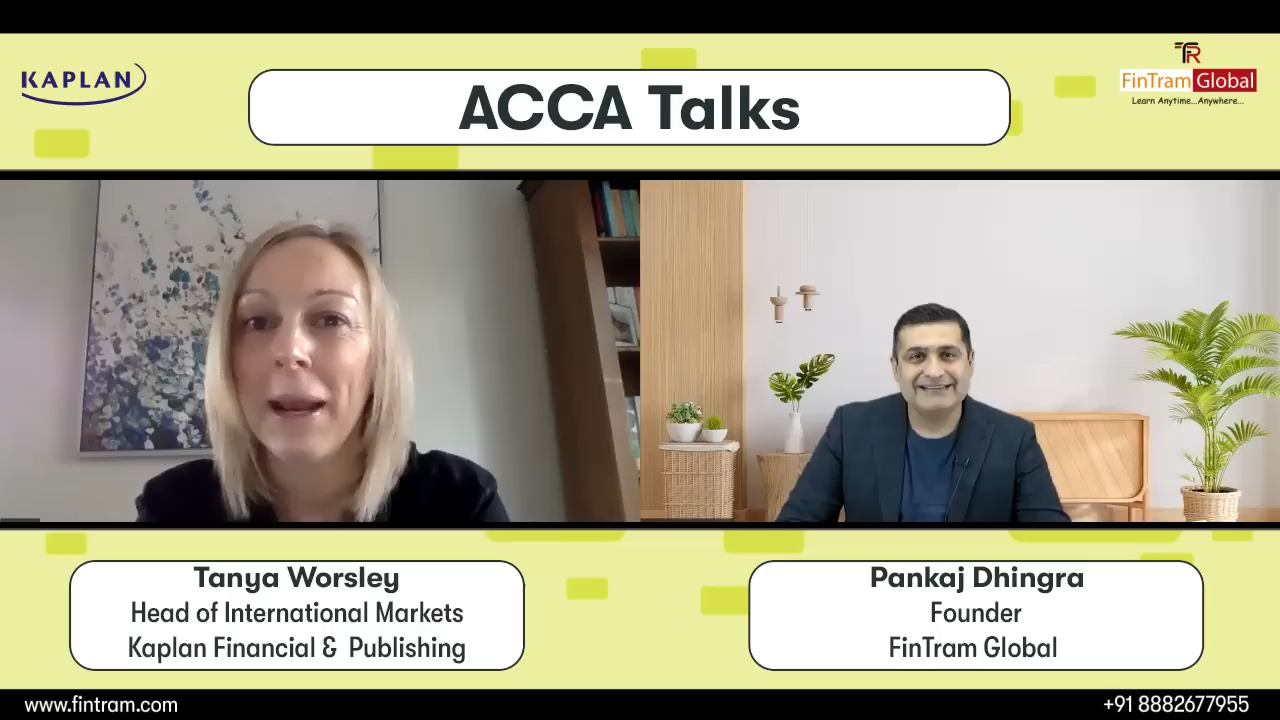 KAPLAN
ACCA Talks
TR
FinTram Global
Learn Anytime...Anywhere...
Tanya Worsley
Head of International Markets
Kaplan Financial & Publishing
Pankaj Dhingra
Founder
FinTram Global
www.fintram.com
+91 8882677955